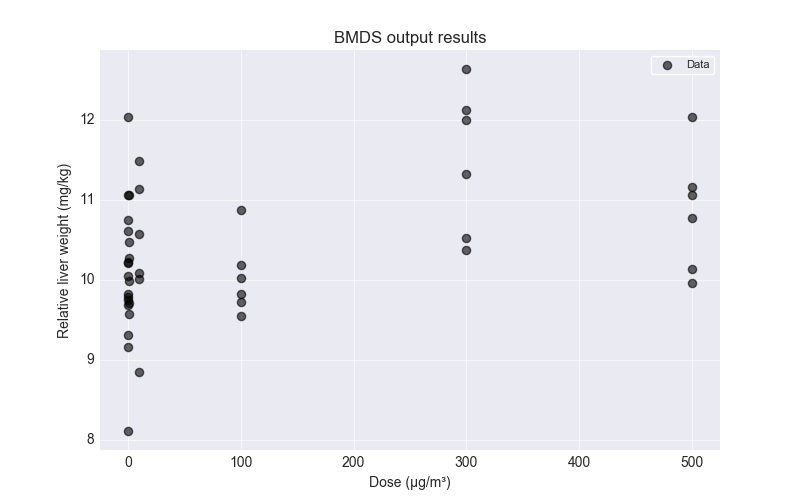 BMDS output results
Data
Relative liver weight (mg/kg)
12
11
10
9
8
0 100 200 300 400 500
Dose (μg/m³)